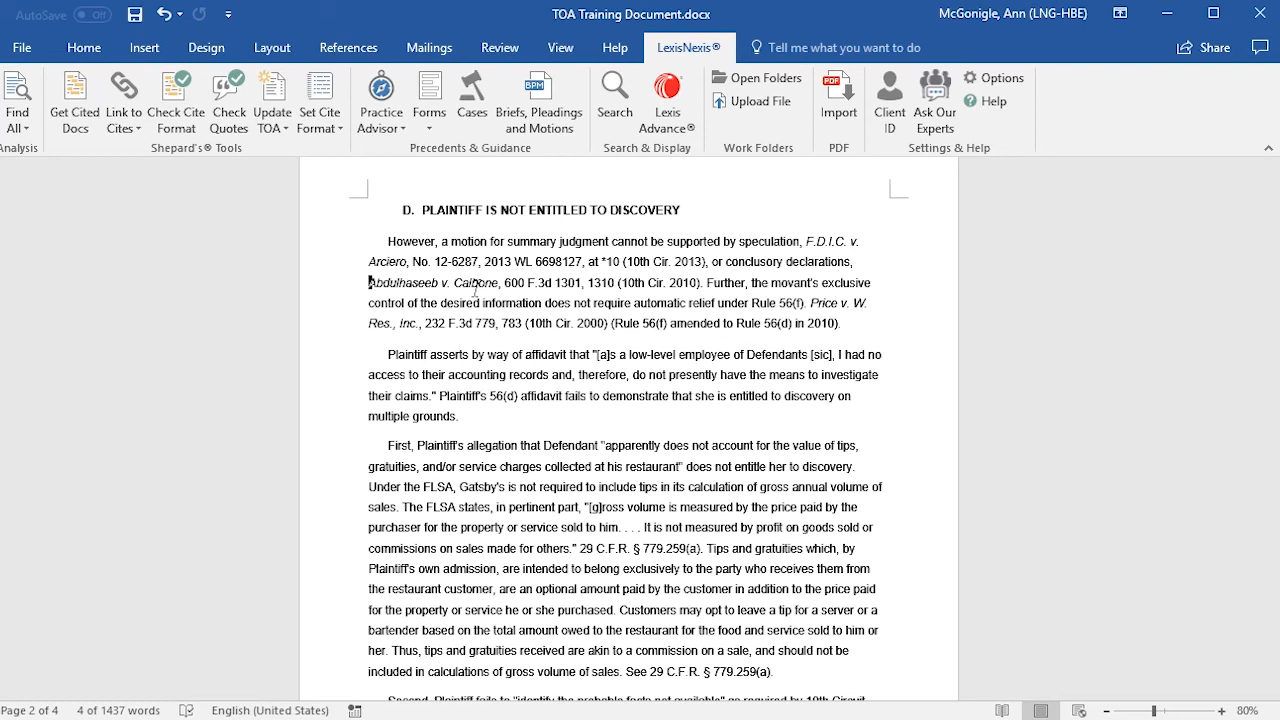 AutoSave Off TOA Training Document.docx McGonigle, Ann (LNG-HBE)
File Home Insert Design Layout References Mailings Review View Help LexisNexis® Tell me what you want to do Share
Find All Get Cited Docs Link to Cites Check Cite Format Check Quotes Update TOA Set Cite Format Practice Advisor Forms Cases Briefs, Pleadings and Motions Search Lexis Advance® Open Folders Upload File PDF Import Client ID Ask Our Experts Options Help
Analysis Shepard's® Tools Precedents & Guidance Search & Display Work Folders PDF Settings & Help
D. PLAINTIFF IS NOT ENTITLED TO DISCOVERY
However, a motion for summary judgment cannot be supported by speculation, F.D.I.C. v.
Arciero, No. 12-6287, 2013 WL 6698127, at *10 (10th Cir. 2013), or conclusory declarations,
Abdulhaseeb v. Calbone, 600 F.3d 1301, 1310 (10th Cir. 2010). Further, the movant's exclusive
control of the desired information does not require automatic relief under Rule 56(f). Price v. W.
Res., Inc., 232 F.3d 779, 783 (10th Cir. 2000) (Rule 56(f) amended to Rule 56(d) in 2010).
Plaintiff asserts by way of affidavit that "[a]s a low-level employee of Defendants [sic], I had no
access to their accounting records and, therefore, do not presently have the means to investigate
their claims." Plaintiff's 56(d) affidavit fails to demonstrate that she is entitled to discovery on
multiple grounds.
First, Plaintiff's allegation that Defendant "apparently does not account for the value of tips,
gratuities, and/or service charges collected at his restaurant" does not entitle her to discovery.
Under the FLSA, Gatsby's is not required to include tips in its calculation of gross annual volume of
sales. The FLSA states, in pertinent part, "[g]ross volume is measured by the price paid by the
purchaser for the property or service sold to him. . . . It is not measured by profit on goods sold or
commissions on sales made for others." 29 C.F.R. § 779.259(a). Tips and gratuities which, by
Plaintiff's own admission, are intended to belong exclusively to the party who receives them from
the restaurant customer, are an optional amount paid by the customer in addition to the price paid
for the property or service he or she purchased. Customers may opt to leave a tip for a server or a
bartender based on the total amount owed to the restaurant for the food and service sold to him or
her. Thus, tips and gratuities received are akin to a commission on a sale, and should not be
included in calculations of gross volume of sales. See 29 C.F.R. § 779.259(a).
Second, Plaintiff fails to "identify the probable facts not available" as required by 10th Circuit
Page 2 of 4 4 of 1437 words English (United States) 80%